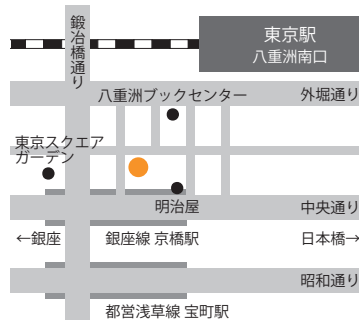 鍛冶橋通り
東京駅
八重洲南口
八重洲ブックセンター
外堀通り
東京スクエア
ガーデン
明治屋
中央通り
←銀座
銀座線 京橋駅
日本橋→
昭和通り
都営浅草線 宝町駅